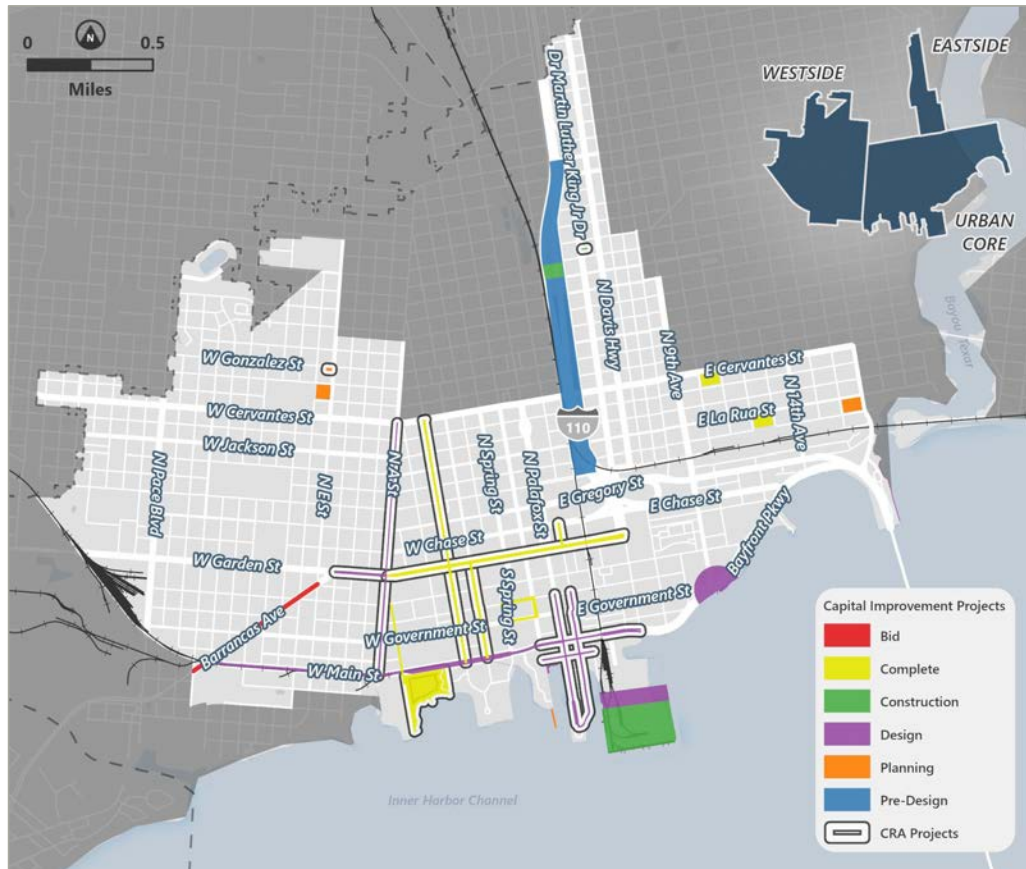 0 0.5
N
Miles
EASTSIDE
WESTSIDE
URBAN
CORE
Dr Martin Luther King Jr Dr
N Davis Hwy
N 9th Ave
Bayou Texar
W Gonzalez St
E Cervantes St
W Cervantes St
N 14th Ave
E La Rua St
110
W Jackson St
N A St
N Spring St
N Palafox St
N Pace Blvd
N E St
E Gregory St
E Chase St
W Chase St
Bayfront Pkwy
W Garden St
S Spring St
E Government St
Barrancas Ave
W Government St
W Main St
Inner Harbor Channel
Capital Improvement Projects
Bid
Complete
Construction
Design
Planning
Pre-Design
CRA Projects